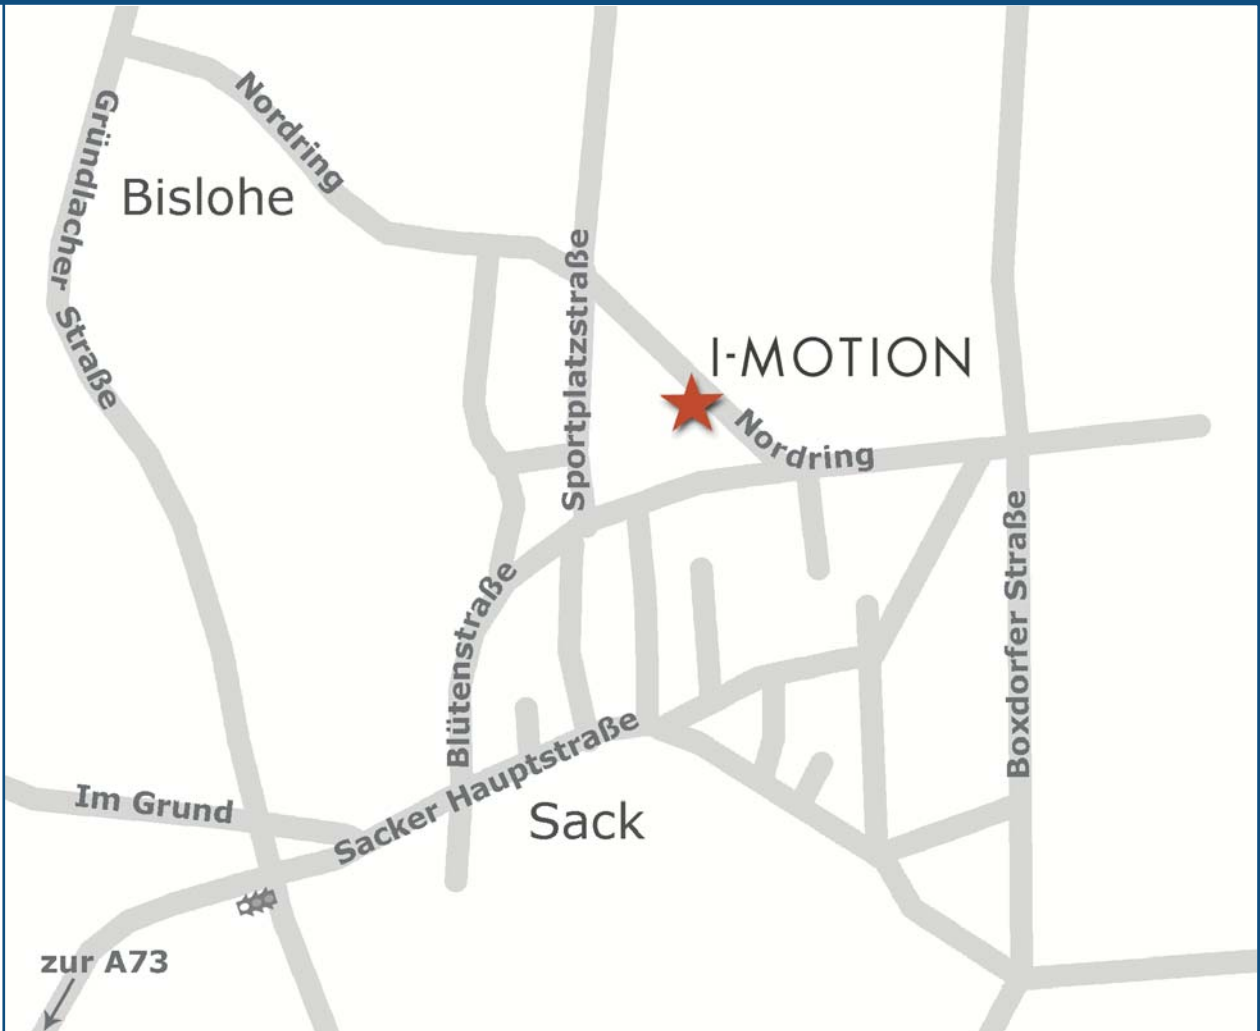 Nordring
Gründlacher Straße
Bislohe
Sportplatzstraße
I-MOTION
Nordring
Boxdorfer Straße
Blütenstraße
Im Grund
Sacker Hauptstraße
Sack
zur A73